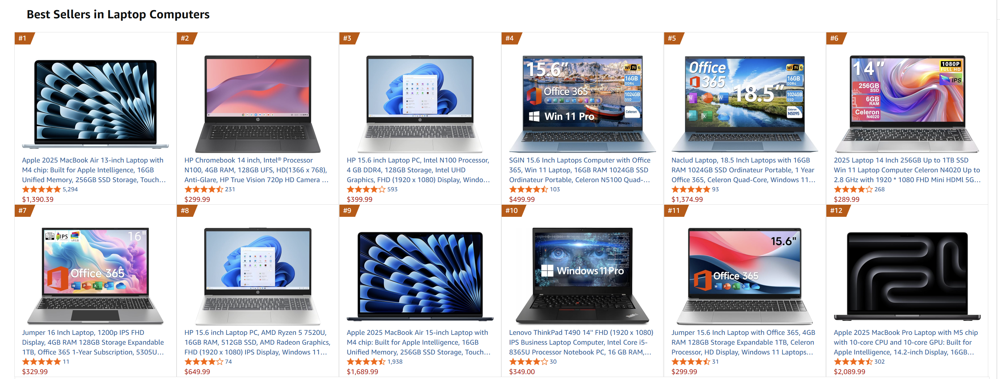 Best Sellers in Laptop Computers
#1
Apple 2025 MacBook Air 13-inch Laptop with
M4 chip: Built for Apple Intelligence, 16GB
Unified Memory, 256GB SSD Storage, Touch…
5,294
$1,390.39
#2
HP Chromebook 14 inch, Intel® Processor
N100, 4GB RAM, 128GB UFS, HD(1366 x 768),
Anti-Glare, HP True Vision 720p HD Camera …
231
$299.99
#3
HP 15.6 inch Laptop PC, Intel N100 Processor,
4 GB DDR4, 128GB Storage, Intel UHD
Graphics, FHD (1920 x 1080) Display, Windo…
593
$399.99
#4
15.6"
WiFi 6
16GB
DDR4
Office 365
1024GB
SSD
Celeron
Win 11 Pro
SGIN 15.6 Inch Laptops Computer with Office
365, Win 11 Laptop, 16GB RAM 1024GB SSD
Ordinateur Portable, Celeron N5100 Quad-…
103
$499.99
#5
Office
365
WiFi 6
16GB
DDR4
18.5"
1024GB
SSD
Celeron
N5095
Naclud Laptop, 18.5 Inch Laptops with 16GB
RAM 1024GB SSD Ordinateur Portable, 1 Year
Office 365, Celeron Quad-Core, Windows 11…
93
$1,374.99
#6
14"
1080P
FULL HD
IPS
256GB
SSD
6GB
RAM
Celeron
N4020
2025 Laptop 14 Inch 256GB Up to 1TB SSD
Win 11 Laptop Computer Celeron N4020 Up to
2.8 GHz with 1920 * 1080 FHD Mini HDMl 5G…
268
$289.99
#7
1920
×1200
FHD
IPS
sRGB
16"
Office 365
Jumper 16 Inch Laptop, 1200p IPS FHD
Display, 4GB RAM 128GB Storage Expandable
1TB, Office 365 1-Year Subscription, 5305U…
11
$329.99
#8
HP 15.6 inch Laptop PC, AMD Ryzen 5 7520U,
16GB RAM, 512GB SSD, AMD Radeon Graphics,
FHD (1920 x 1080) IPS Display, Windows 11…
74
$649.99
#9
Apple 2025 MacBook Air 15-inch Laptop with
M4 chip: Built for Apple Intelligence, 16GB
Unified Memory, 256GB SSD Storage, Touch…
1,938
$1,689.99
#10
Windows 11 Pro
ThinkPad
Lenovo ThinkPad T490 14" FHD (1920 x 1080)
IPS Business Laptop Computer, Intel Core i5-
8365U Processor Notebook PC, 16 GB RAM,…
30
$349.00
#11
15.6"
Office 365
Jumper 15.6 Inch Laptop with Office 365, 4GB
RAM 128GB Storage Expandable 1TB, Celeron
Processor, HD Display, Windows 11 Laptops…
31
$299.99
#12
Apple 2025 MacBook Pro Laptop with M5 chip
with 10-core CPU and 10-core GPU: Built for
Apple Intelligence, 14.2-inch Display, 16GB…
302
$2,089.99